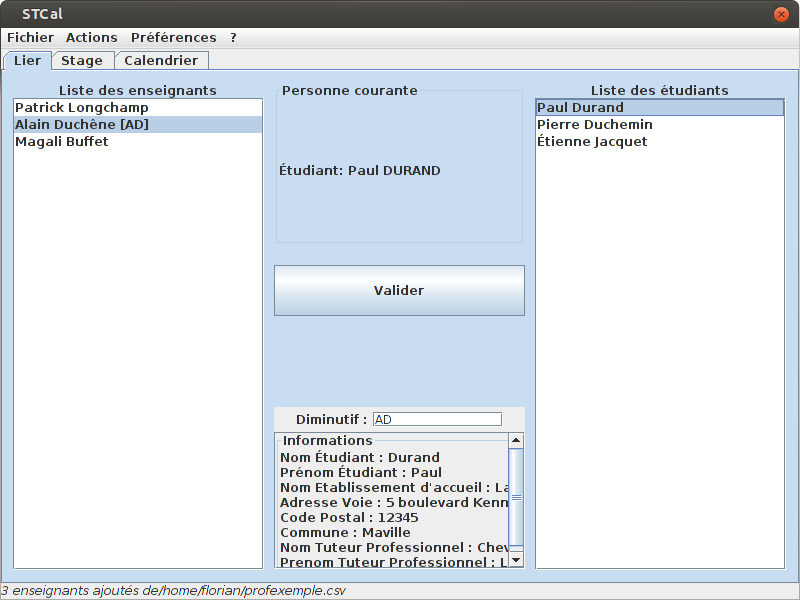 STCal
Fichier Actions Préférences ?
Lier Stage Calendrier
Liste des enseignants
Patrick Longchamp
Alain Duchêne [AD]
Magali Buffet
Personne courante
Étudiant: Paul DURAND
Valider
Diminutif : AD
Informations
Nom Étudiant : Durand
Prénom Étudiant : Paul
Nom Etablissement d'accueil : La
Adresse Voie : 5 boulevard Kenn
Code Postal : 12345
Commune : Maville
Nom Tuteur Professionnel : Chev
Prenom Tuteur Professionnel : L
Liste des étudiants
Paul Durand
Pierre Duchemin
Étienne Jacquet
3 enseignants ajoutés de/home/florian/profexemple.csv